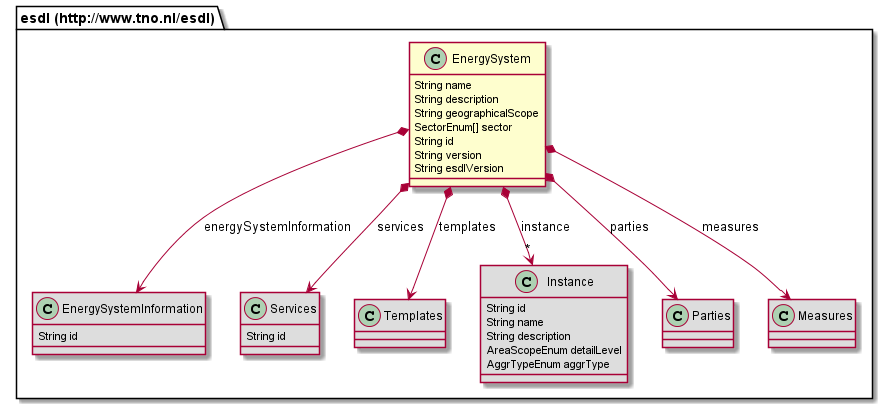 esdl (http://www.tno.nl/esdl)
C EnergySystem
String name
String description
String geographicalScope
SectorEnum[] sector
String id
String version
String esdlVersion
energySystemInformation
services
templates
instance
parties
measures
*
C EnergySystemInformation
String id
C Services
String id
C Templates
C Instance
String id
String name
String description
AreaScopeEnum detailLevel
AggrTypeEnum aggrType
C Parties
C Measures